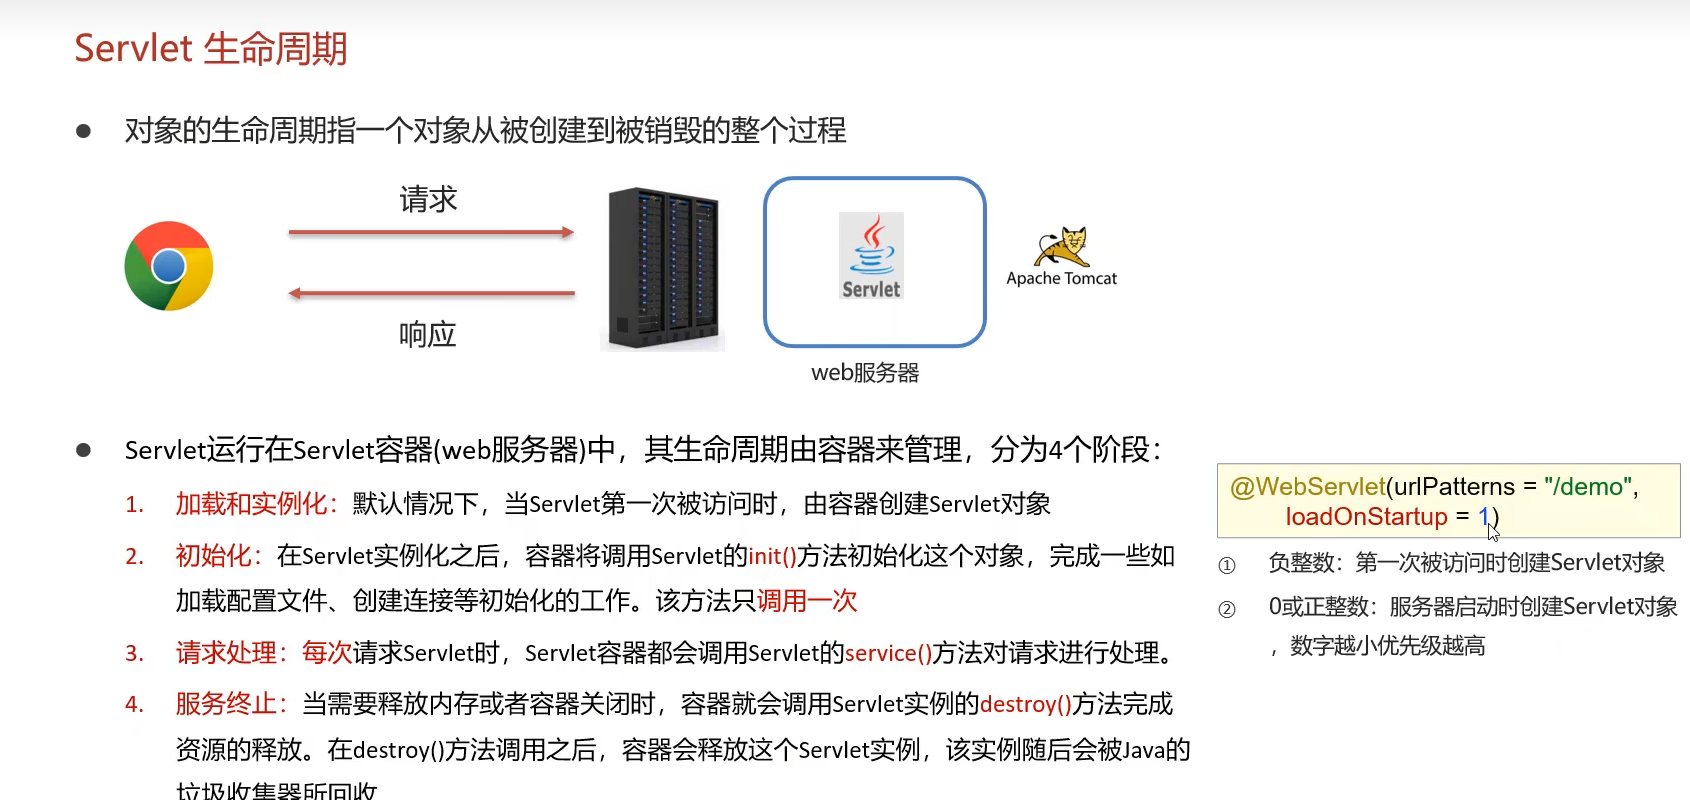 Servlet 生命周期
● 对象的生命周期指一个对象从被创建到被销毁的整个过程
请求
响应
Servlet
Apache Tomcat
web服务器
● Servlet运行在Servlet容器(web服务器)中，其生命周期由容器来管理，分为4个阶段：
1. 加载和实例化：默认情况下，当Servlet第一次被访问时，由容器创建Servlet对象
2. 初始化：在Servlet实例化之后，容器将调用Servlet的init()方法初始化这个对象，完成一些如
加载配置文件、创建连接等初始化的工作。该方法只调用一次
3. 请求处理：每次请求Servlet时，Servlet容器都会调用Servlet的service()方法对请求进行处理。
4. 服务终止：当需要释放内存或者容器关闭时，容器就会调用Servlet实例的destroy()方法完成
资源的释放。在destroy()方法调用之后，容器会释放这个Servlet实例，该实例随后会被Java的
垃圾收集器所回收
@WebServlet(urlPatterns = "/demo",
loadOnStartup = 1)
① 负整数：第一次被访问时创建Servlet对象
② 0或正整数：服务器启动时创建Servlet对象
，数字越小优先级越高